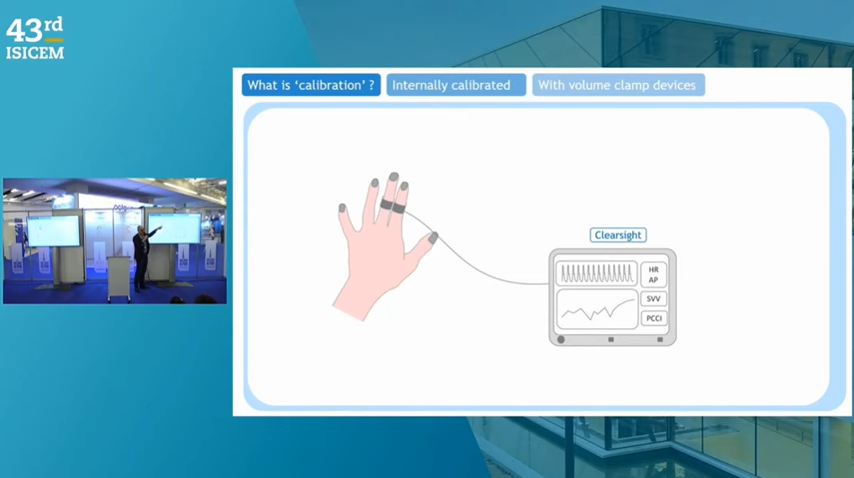 43rd
ISICEM
What is ‘calibration’ ?
Internally calibrated
With volume clamp devices
Clearsight
HR
AP
SVV
PCCI